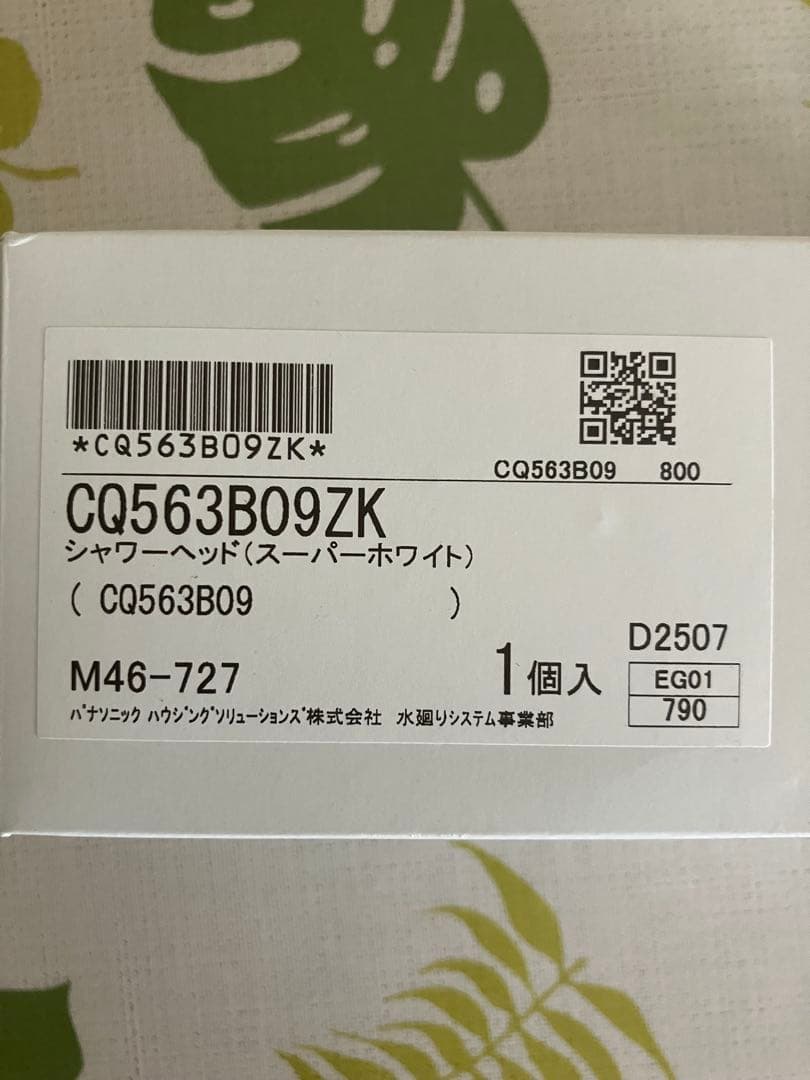 *CQ563B09ZK*
CQ563B09 800
CQ563B09ZK
シャワーヘッド(スーパーホワイト)
( CQ563B09 )
D2507
M46-727
1個入
EG01
790
ﾊﾟﾅｿﾆｯｸ ﾊｳｼﾞﾝｸﾞｿﾘｭｰｼｮﾝｽﾞ株式会社 水廻りｼｽﾃﾑ事業部